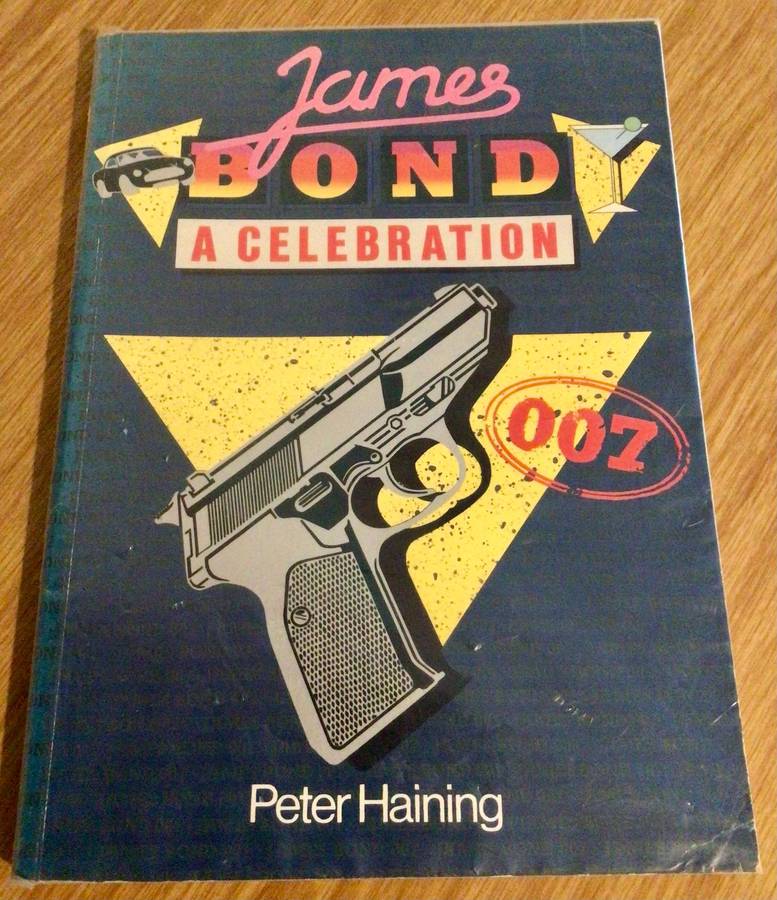 James
BOND
A CELEBRATION
007
Peter Haining